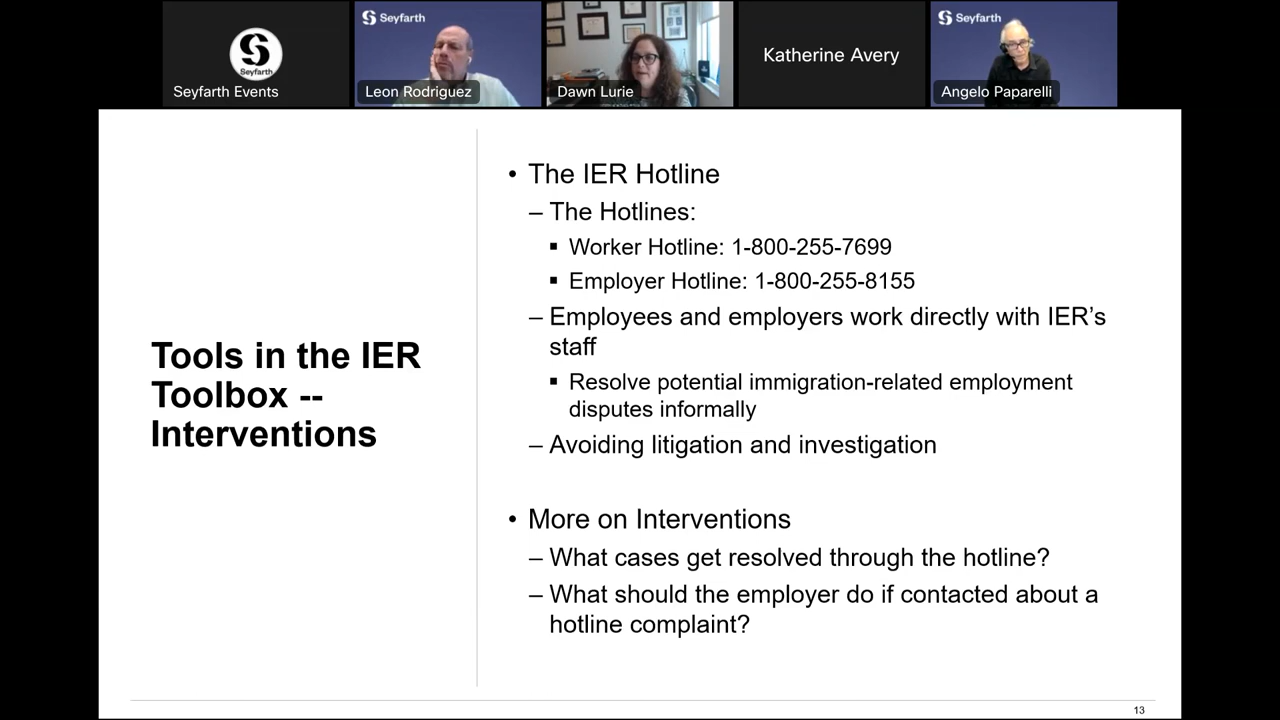 Seyfarth
Seyfarth Events
Seyfarth
Leon Rodriguez
Dawn Lurie
Katherine Avery
Seyfarth
Angelo Paparelli
Tools in the IER
Toolbox --
Interventions
• The IER Hotline
– The Hotlines:
▪ Worker Hotline: 1-800-255-7699
▪ Employer Hotline: 1-800-255-8155
– Employees and employers work directly with IER’s
staff
▪ Resolve potential immigration-related employment
disputes informally
– Avoiding litigation and investigation
• More on Interventions
– What cases get resolved through the hotline?
– What should the employer do if contacted about a
hotline complaint?
13